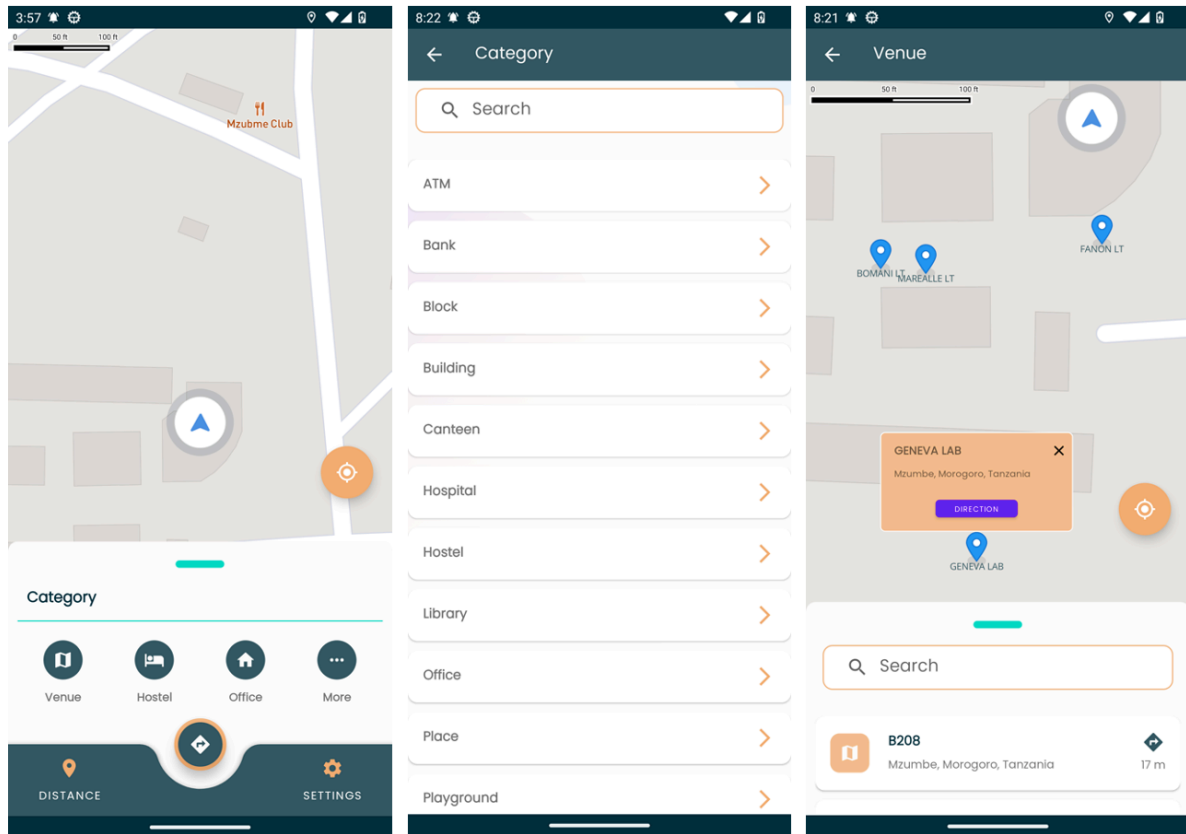 3:57
0 50 ft 100 ft
Mzubme Club
Category
Venue Hostel Office More
DISTANCE SETTINGS
8:22
Category
Search
ATM
Bank
Block
Building
Canteen
Hospital
Hostel
Library
Office
Place
Playground
8:21
Venue
0 50 ft 100 ft
FANON LT
BOMANI LT
MAREALLE LT
GENEVA LAB
Mzumbe, Morogoro, Tanzania
DIRECTION
GENEVA LAB
Search
B208
Mzumbe, Morogoro, Tanzania 17 m